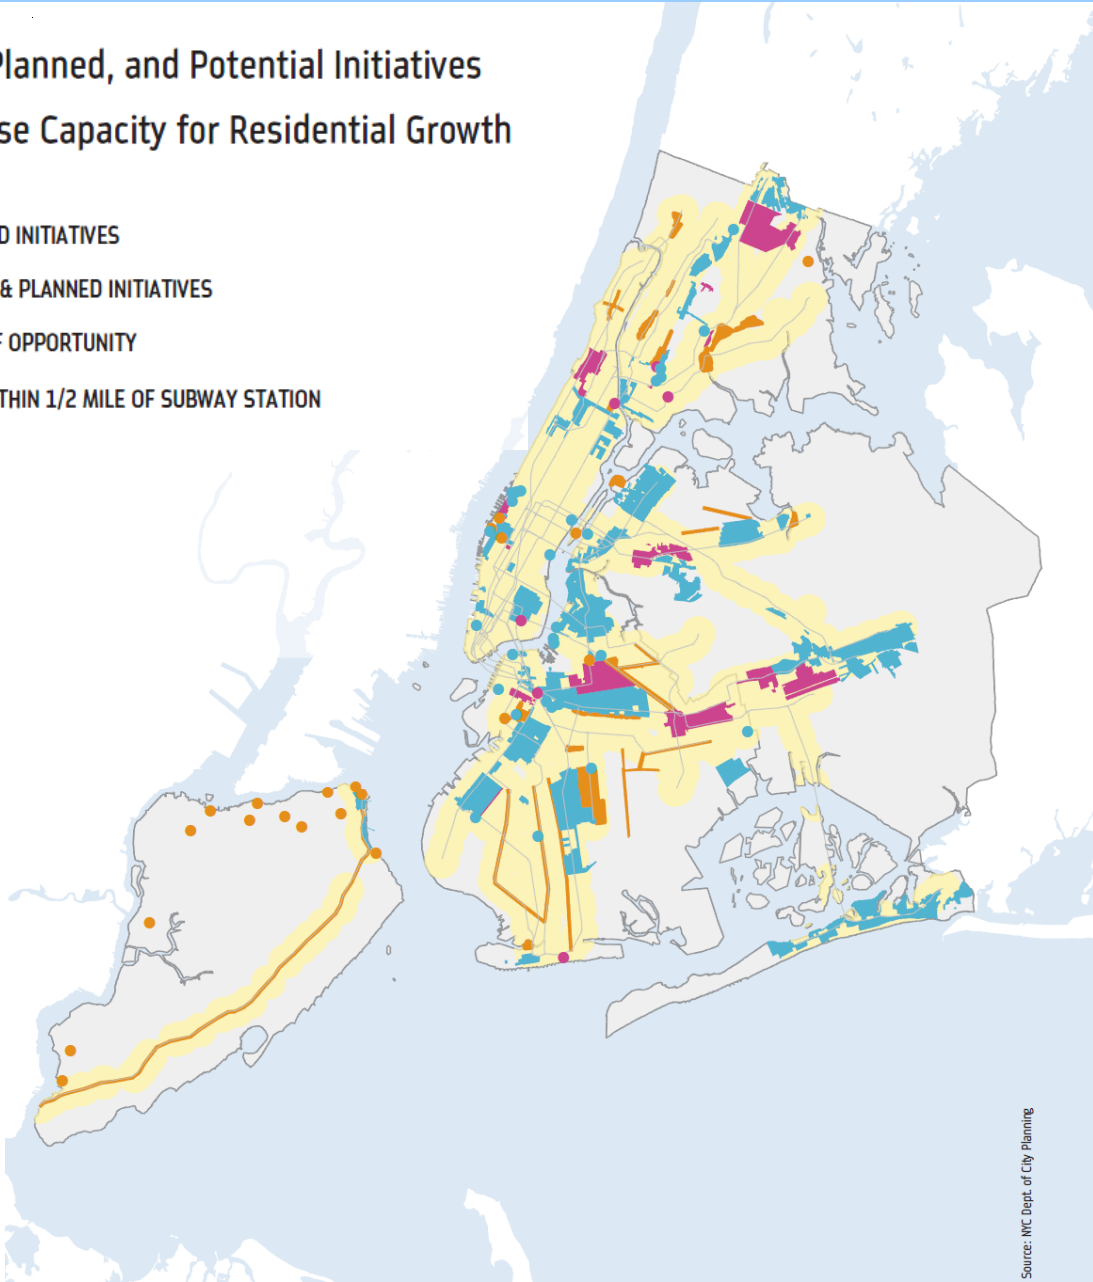 Planned, and Potential Initiatives
se Capacity for Residential Growth
D INITIATIVES
& PLANNED INITIATIVES
F OPPORTUNITY
THIN 1/2 MILE OF SUBWAY STATION
Source: NYC Dept. of City Planning